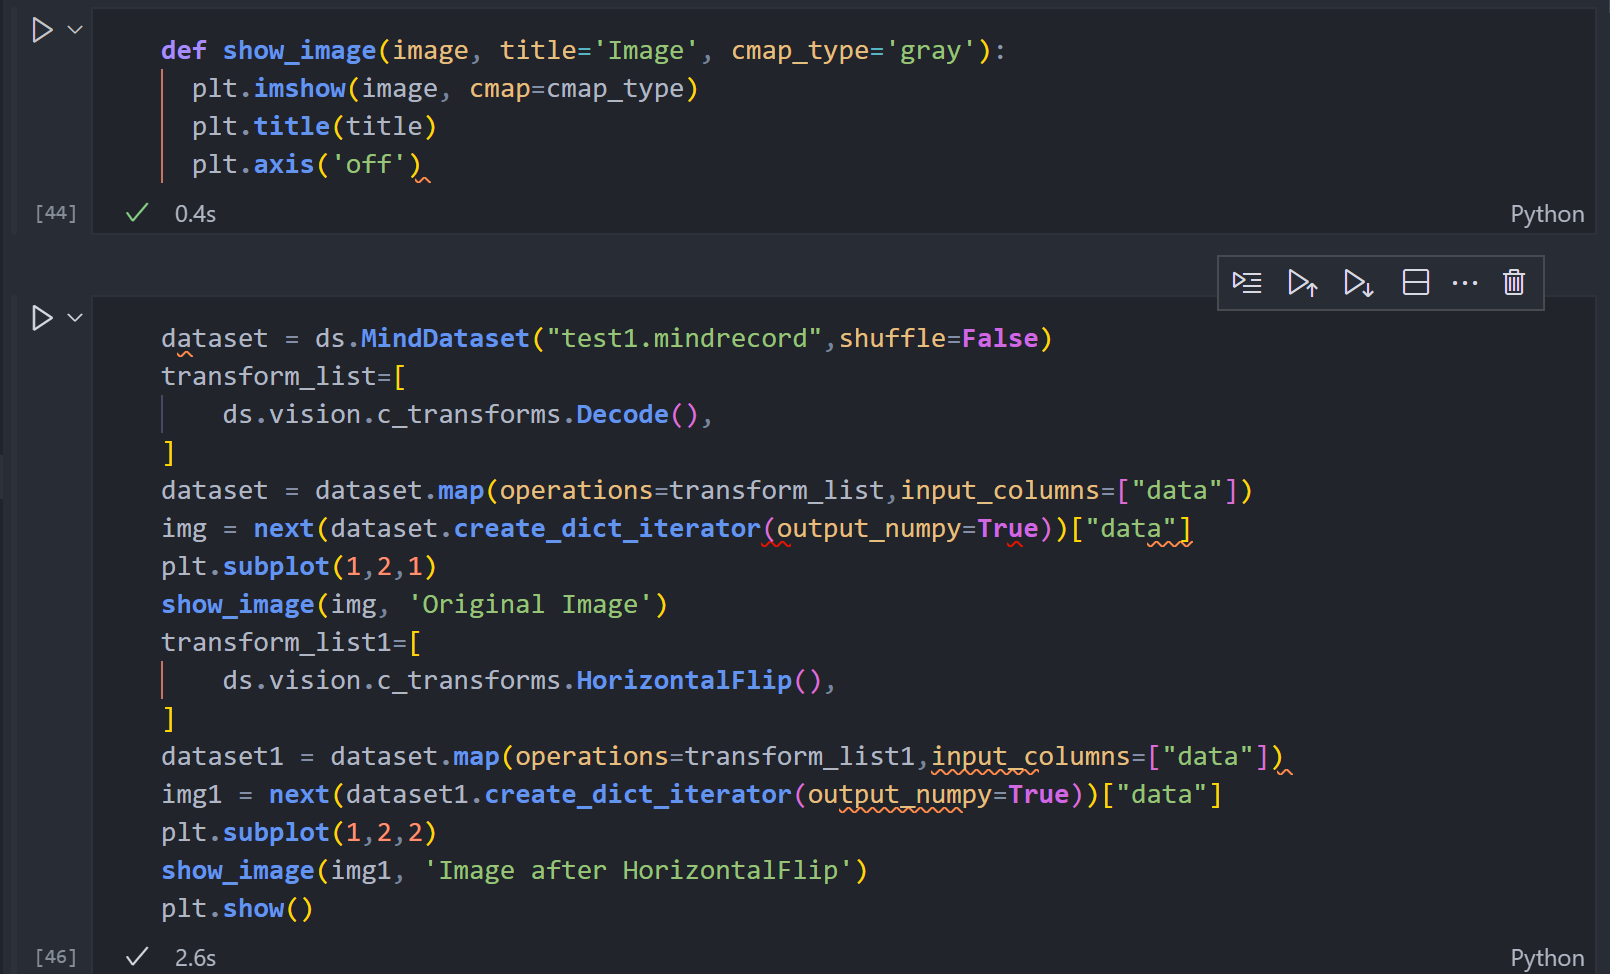 def show_image(image, title='Image', cmap_type='gray'):
  plt.imshow(image, cmap=cmap_type)
  plt.title(title)
  plt.axis('off')
[44]
0.4s
Python
dataset = ds.MindDataset("test1.mindrecord",shuffle=False)
transform_list=[
    ds.vision.c_transforms.Decode(),
]
dataset = dataset.map(operations=transform_list,input_columns=["data"])
img = next(dataset.create_dict_iterator(output_numpy=True))["data"]
plt.subplot(1,2,1)
show_image(img, 'Original Image')
transform_list1=[
    ds.vision.c_transforms.HorizontalFlip(),
]
dataset1 = dataset.map(operations=transform_list1,input_columns=["data"])
img1 = next(dataset1.create_dict_iterator(output_numpy=True))["data"]
plt.subplot(1,2,2)
show_image(img1, 'Image after HorizontalFlip')
plt.show()
[46]
2.6s
Python